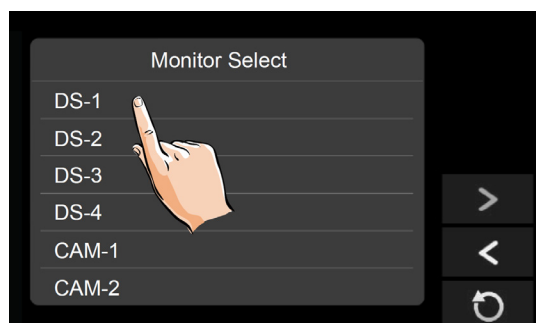 Monitor Select
DS-1
DS-2
DS-3
DS-4
CAM-1
CAM-2